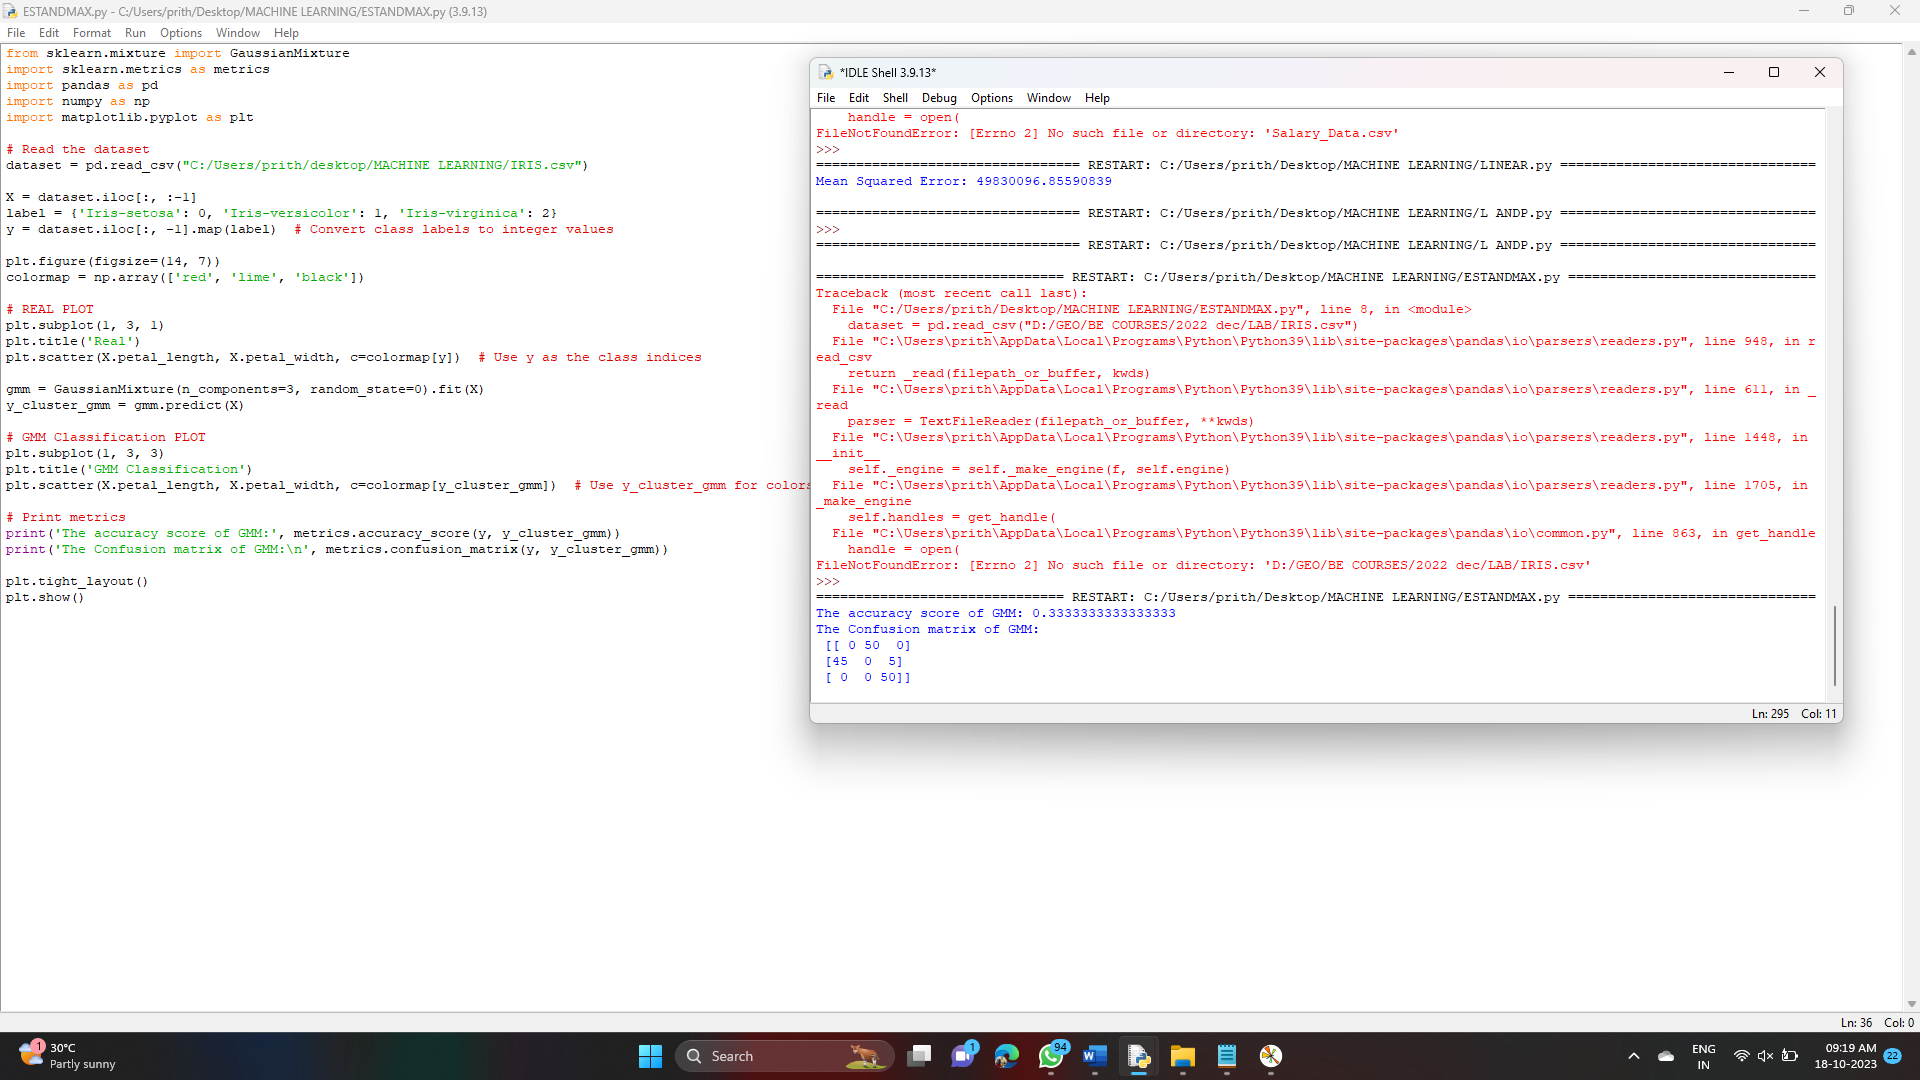 ESTANDMAX.py - C:/Users/prith/Desktop/MACHINE LEARNING/ESTANDMAX.py (3.9.13)
File Edit Format Run Options Window Help
from sklearn.mixture import GaussianMixture
import sklearn.metrics as metrics
import pandas as pd
import numpy as np
import matplotlib.pyplot as plt
# Read the dataset
dataset = pd.read_csv("C:/Users/prith/desktop/MACHINE LEARNING/IRIS.csv")
X = dataset.iloc[:, :-1]
label = {'Iris-setosa': 0, 'Iris-versicolor': 1, 'Iris-virginica': 2}
y = dataset.iloc[:, -1].map(label)  # Convert class labels to integer values
plt.figure(figsize=(14, 7))
colormap = np.array(['red', 'lime', 'black'])
# REAL PLOT
plt.subplot(1, 3, 1)
plt.title('Real')
plt.scatter(X.petal_length, X.petal_width, c=colormap[y])  # Use y as the class indices
gmm = GaussianMixture(n_components=3, random_state=0).fit(X)
y_cluster_gmm = gmm.predict(X)
# GMM Classification PLOT
plt.subplot(1, 3, 3)
plt.title('GMM Classification')
plt.scatter(X.petal_length, X.petal_width, c=colormap[y_cluster_gmm])  # Use y_cluster_gmm for colors
# Print metrics
print('The accuracy score of GMM:', metrics.accuracy_score(y, y_cluster_gmm))
print('The Confusion matrix of GMM:\n', metrics.confusion_matrix(y, y_cluster_gmm))
plt.tight_layout()
plt.show()
*IDLE Shell 3.9.13*
File Edit Shell Debug Options Window Help
    handle = open(
FileNotFoundError: [Errno 2] No such file or directory: 'Salary_Data.csv'
>>>
================================= RESTART: C:/Users/prith/Desktop/MACHINE LEARNING/LINEAR.py ================================
Mean Squared Error: 49830096.85590839
================================= RESTART: C:/Users/prith/Desktop/MACHINE LEARNING/L ANDP.py ================================
>>>
================================= RESTART: C:/Users/prith/Desktop/MACHINE LEARNING/L ANDP.py ================================
=============================== RESTART: C:/Users/prith/Desktop/MACHINE LEARNING/ESTANDMAX.py ===============================
Traceback (most recent call last):
  File "C:/Users/prith/Desktop/MACHINE LEARNING/ESTANDMAX.py", line 8, in <module>
    dataset = pd.read_csv("D:/GEO/BE COURSES/2022 dec/LAB/IRIS.csv")
  File "C:\Users\prith\AppData\Local\Programs\Python\Python39\lib\site-packages\pandas\io\parsers\readers.py", line 948, in r
ead_csv
    return _read(filepath_or_buffer, kwds)
  File "C:\Users\prith\AppData\Local\Programs\Python\Python39\lib\site-packages\pandas\io\parsers\readers.py", line 611, in _
read
    parser = TextFileReader(filepath_or_buffer, **kwds)
  File "C:\Users\prith\AppData\Local\Programs\Python\Python39\lib\site-packages\pandas\io\parsers\readers.py", line 1448, in
__init__
    self._engine = self._make_engine(f, self.engine)
  File "C:\Users\prith\AppData\Local\Programs\Python\Python39\lib\site-packages\pandas\io\parsers\readers.py", line 1705, in
_make_engine
    self.handles = get_handle(
  File "C:\Users\prith\AppData\Local\Programs\Python\Python39\lib\site-packages\pandas\io\common.py", line 863, in get_handle
    handle = open(
FileNotFoundError: [Errno 2] No such file or directory: 'D:/GEO/BE COURSES/2022 dec/LAB/IRIS.csv'
>>>
=============================== RESTART: C:/Users/prith/Desktop/MACHINE LEARNING/ESTANDMAX.py ===============================
The accuracy score of GMM: 0.3333333333333333
The Confusion matrix of GMM:
 [[ 0 50  0]
 [45  0  5]
 [ 0  0 50]]
Ln: 295 Col: 11
Ln: 36 Col: 0
1
30°C
Partly sunny
Search
1
94
ENG
IN
09:19 AM
18-10-2023
22